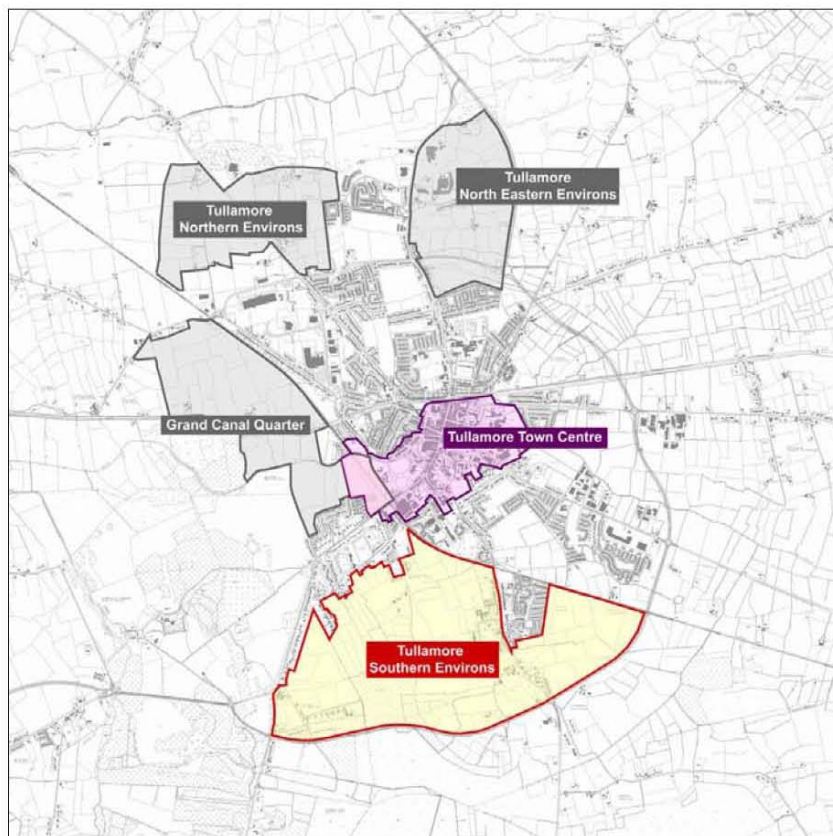 Tullamore
North Eastern Environs
Tullamore
Northern Environs
Grand Canal Quarter
Tullamore Town Centre
Tullamore
Southern Environs